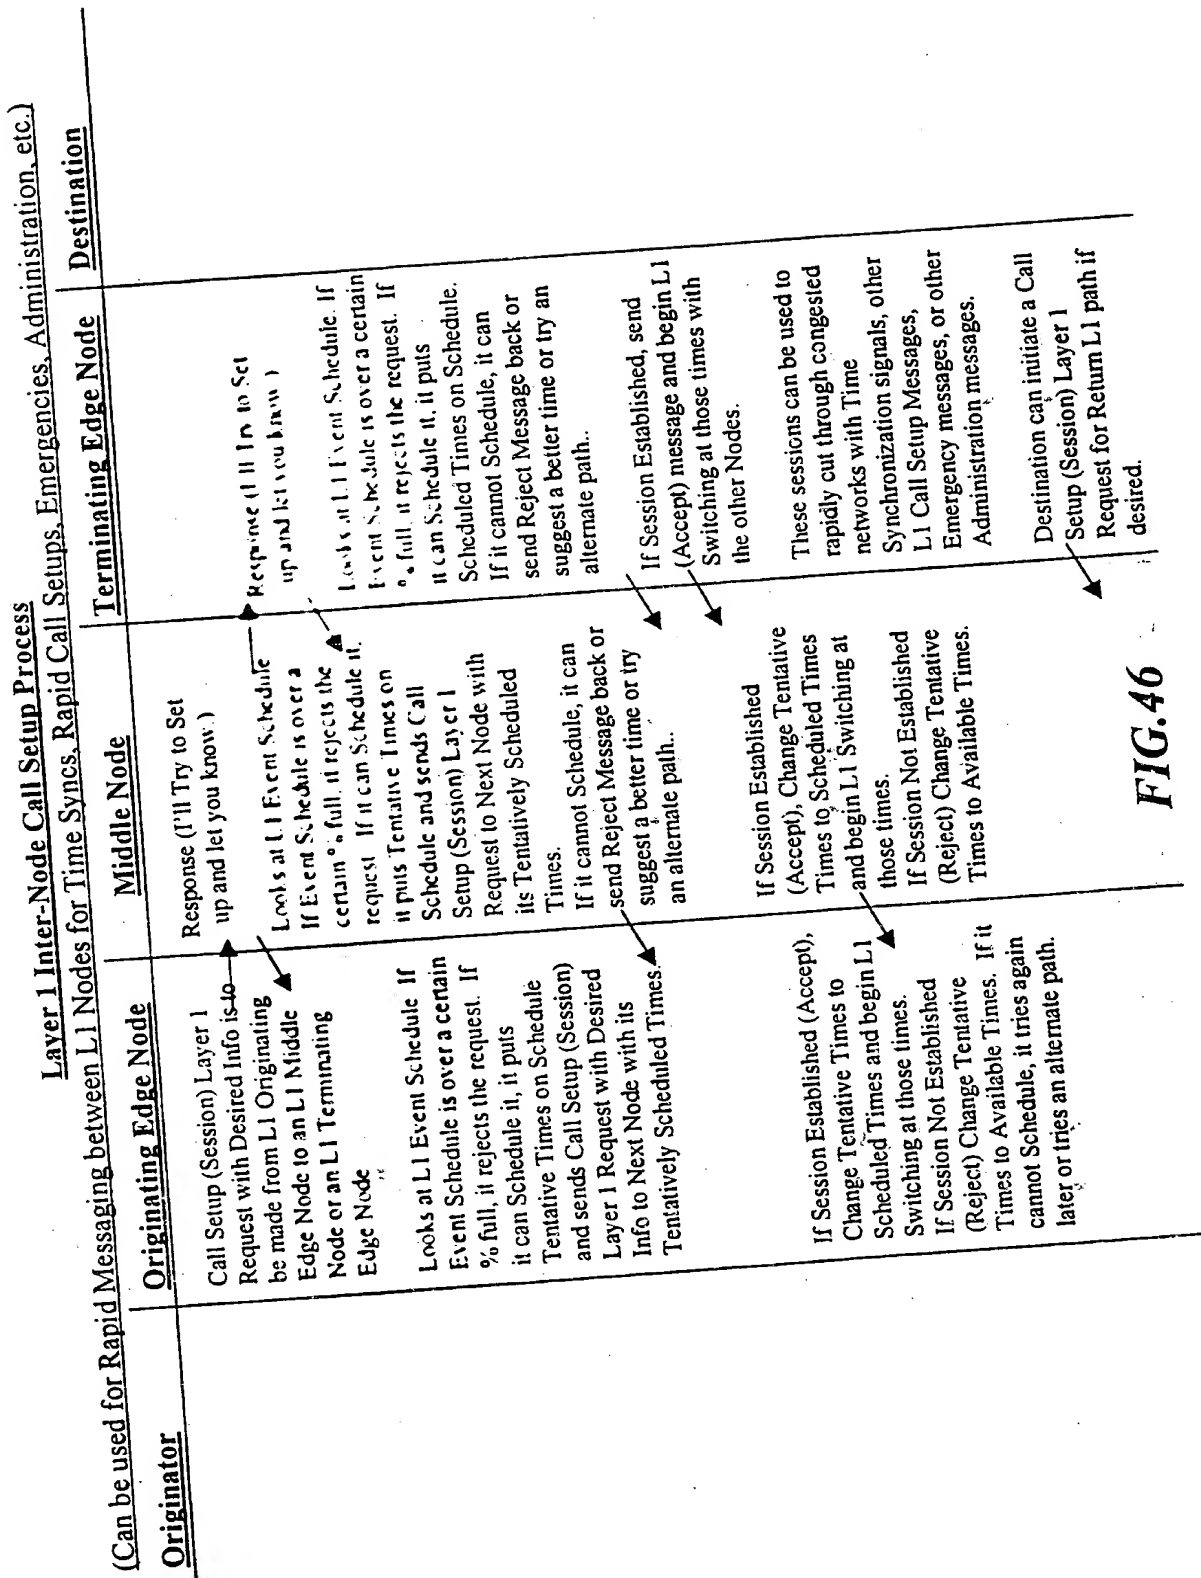 Layer 1 Inter-Node Call Setup Process
(Can be used for Rapid Messaging between L1 Nodes for Time Syncs, Rapid Call Setups, Emergencies, Administration, etc.)
Originator
Originating Edge Node
Middle Node
Terminating Edge Node
Destination
Call Setup (Session) Layer 1
Request with Desired Info is to
be made from L1 Originating
Edge Node to an L1 Middle
Node or an L1 Terminating
Edge Node
Looks at L1 Event Schedule If
Event Schedule is over a certain
% full, it rejects the request. If
it can Schedule it, it puts
Tentative Times on Schedule
and sends Call Setup (Session)
Layer 1 Request with Desired
Info to Next Node with its
Tentatively Scheduled Times.
If Session Established (Accept),
Change Tentative Times to
Scheduled Times and begin L1
Switching at those times.
If Session Not Established
(Reject) Change Tentative
Times to Available Times. If it
cannot Schedule, it tries again
later or tries an alternate path.
Response (I'll Try to Set
up and let you know.)
Looks at L1 Event Schedule
If Event Schedule is over a
certain % full, it rejects the
request If it can Schedule it,
it puts Tentative Times on
Schedule and sends Call
Setup (Session) Layer 1
Request to Next Node with
its Tentatively Scheduled
Times.
If it cannot Schedule, it can
send Reject Message back or
suggest a better time or try
an alternate path..
If Session Established
(Accept), Change Tentative
Times to Scheduled Times
and begin L1 Switching at
those times.
If Session Not Established
(Reject) Change Tentative
Times to Available Times.
Response (I'll Try to Set
up and let you know )
Looks at L1 Event Schedule. If
Event Schedule is over a certain
% full, it rejects the request. If
it can Schedule it, it puts
Scheduled Times on Schedule.
If it cannot Schedule, it can
send Reject Message back or
suggest a better time or try an
alternate path..
If Session Established, send
(Accept) message and begin L1
Switching at those times with
the other Nodes.
These sessions can be used to
rapidly cut through congested
networks with Time
Synchronization signals, other
L1 Call Setup Messages,
Emergency messages, or other
Administration messages.
Destination can initiate a Call
Setup (Session) Layer 1
Request for Return L1 path if
desired.
FIG.46